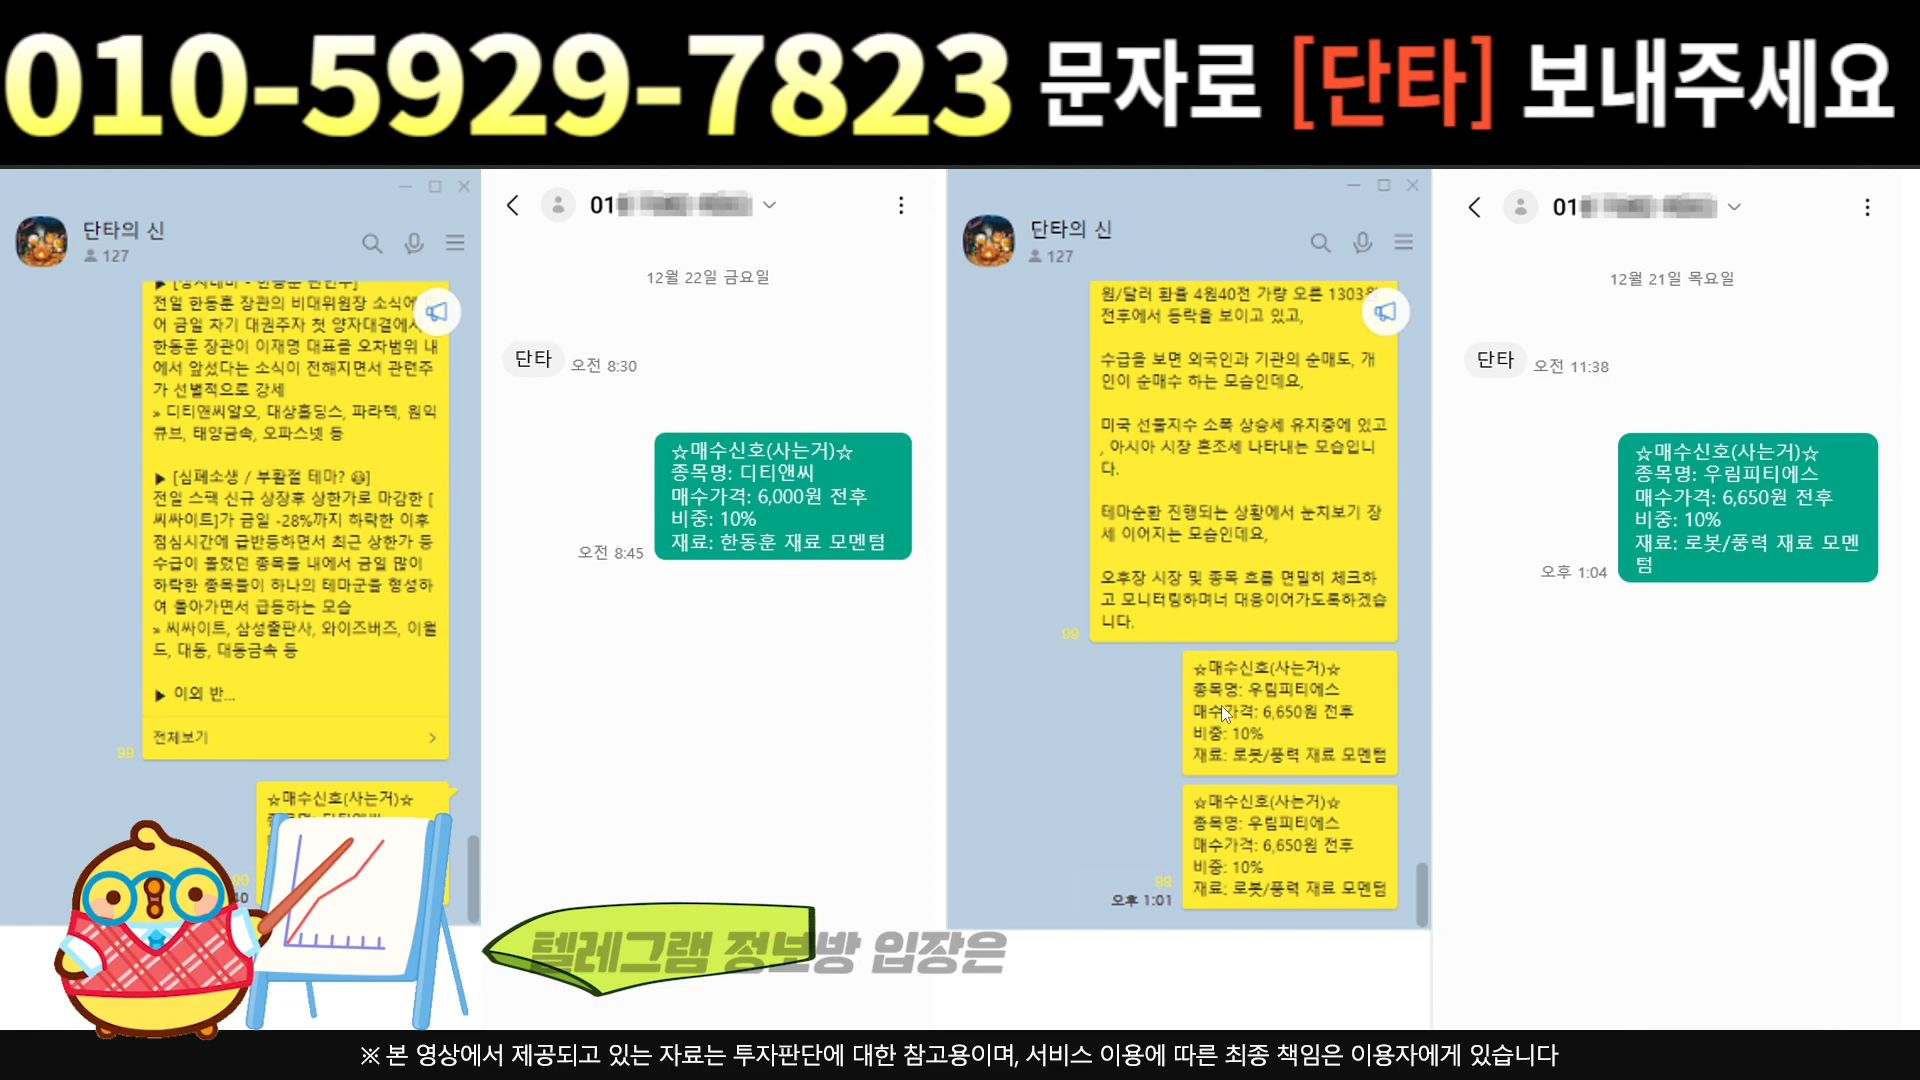 010-5929-7823 문자로 [단타] 보내주세요
단타의 신
127
전일 한동훈 장관의 비대위원장 소식에
어 금일 차기 대권주자 첫 양자대결에서
한동훈 장관이 이재명 대표를 오차범위 내
에서 앞섰다는 소식이 전해지면서 관련주
가 선별적으로 강세
» 디티앤씨알오, 대상홀딩스, 파라텍, 원익
큐브, 태양금속, 오파스넷 등
▶ [심폐소생 / 부활절 테마? 😆]
전일 스팩 신규 상장후 상한가로 마감한 [
씨싸이트]가 금일 -28%까지 하락한 이후
점심시간에 급반등하면서 최근 상한가 등
수급이 몰렸던 종목들 내에서 금일 많이
하락한 종목들이 하나의 테마군을 형성하
여 돌아가면서 급등하는 모습
» 씨싸이트, 삼성출판사, 와이즈버즈, 이월
드, 대동, 대동금속 등
▶ 이외 반...
전체보기
99
☆매수신호(사는거)☆
99
40
01
12월 22일 금요일
단타
오전 8:30
☆매수신호(사는거)☆
종목명: 디티앤씨
매수가격: 6,000원 전후
비중: 10%
재료: 한동훈 재료 모멘텀
오전 8:45
텔레그램 정보방 입장은
단타의 신
127
원/달러 환율 4원40전 가량 오른 1303원
전후에서 등락을 보이고 있고,
수급을 보면 외국인과 기관의 순매도, 개
인이 순매수 하는 모습인데요,
미국 선물지수 소폭 상승세 유지중에 있고
, 아시아 시장 혼조세 나타내는 모습입니
다.
테마순환 진행되는 상황에서 눈치보기 장
세 이어지는 모습인데요,
오후장 시장 및 종목 흐름 면밀히 체크하
고 모니터링하며너 대응이어가도록하겠습
니다.
99
☆매수신호(사는거)☆
종목명: 우림피티에스
매수가격: 6,650원 전후
비중: 10%
재료: 로봇/풍력 재료 모멘텀
☆매수신호(사는거)☆
종목명: 우림피티에스
매수가격: 6,650원 전후
비중: 10%
재료: 로봇/풍력 재료 모멘텀
99
오후 1:01
01
12월 21일 목요일
단타
오전 11:38
☆매수신호(사는거)☆
종목명: 우림피티에스
매수가격: 6,650원 전후
비중: 10%
재료: 로봇/풍력 재료 모멘
텀
오후 1:04
※ 본 영상에서 제공되고 있는 자료는 투자판단에 대한 참고용이며, 서비스 이용에 따른 최종 책임은 이용자에게 있습니다